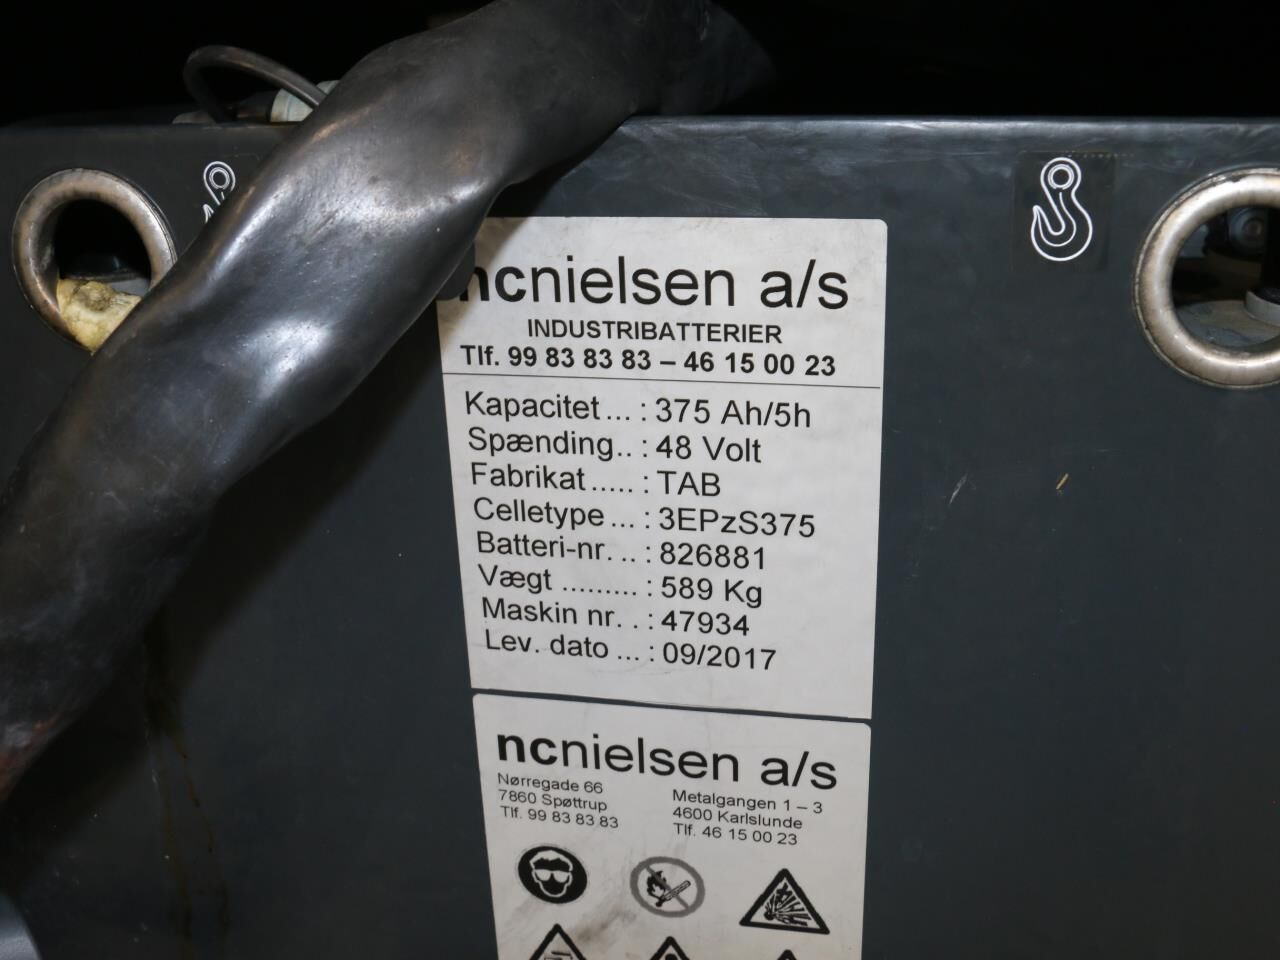 ncnielsen a/s
INDUSTRIBATTERIER
Tlf. 99 83 83 83 – 46 15 00 23
Kapacitet ... : 375 Ah/5h
Spænding.. : 48 Volt
Fabrikat ..... : TAB
Celletype ... : 3EPzS375
Batteri-nr. .. : 826881
Vægt ......... : 589 Kg
Maskin nr. . : 47934
Lev. dato ... : 09/2017
ncnielsen a/s
Nørregade 66
7860 Spøttrup
Tlf. 99 83 83 83
Metalgangen 1 – 3
4600 Karlslunde
Tlf. 46 15 00 23